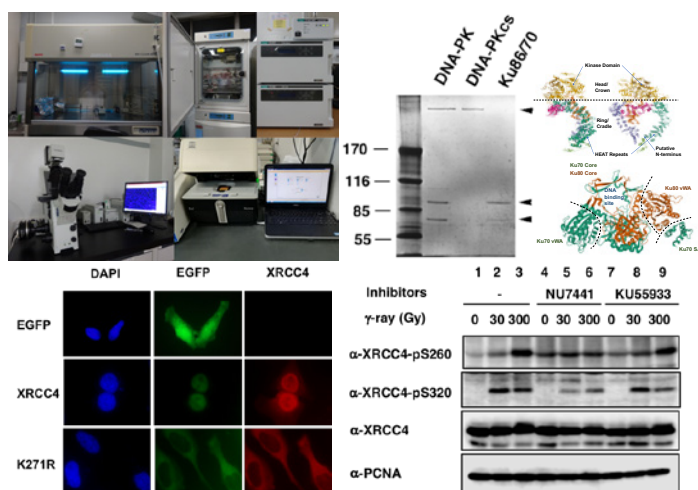 DNA-PK
DNA-PKcs
Ku86/70
170
116
85
55
Kinase Domain
Head/
Crown
Ring/
Cradle
HEAT Repeats
Putative
N-terminus
Ku70 Core
Ku80 Core
DNA
binding
site
Ku80 vWA
Ku70 vWA
Ku70 S
DAPI EGFP XRCC4
EGFP
XRCC4
K271R
1 2 3 4 5 6 7 8 9
Inhibitors - NU7441 KU55933
γ-ray (Gy) 0 30 300 0 30 300 0 30 300
α-XRCC4-pS260
α-XRCC4-pS320
α-XRCC4
α-PCNA